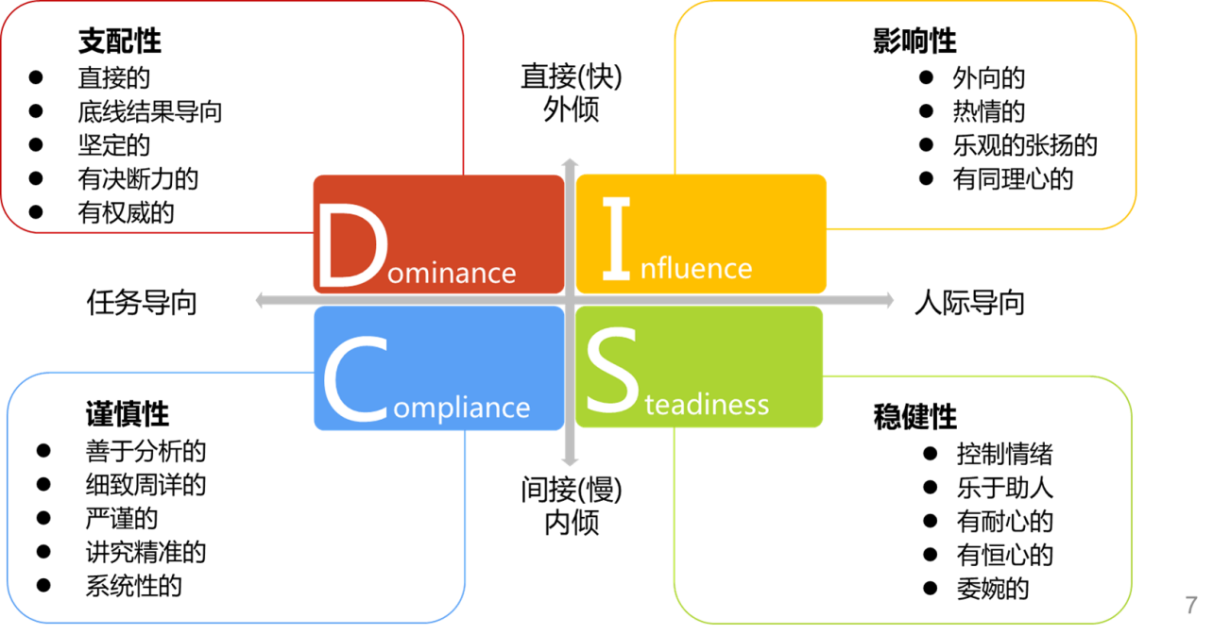 支配性
● 直接的
● 底线结果导向
● 坚定的
● 有决断力的
● 有权威的
直接(快)
外倾
影响性
● 外向的
● 热情的
● 乐观的张扬的
● 有同理心的
Dominance
Influence
任务导向
人际导向
Compliance
Steadiness
谨慎性
● 善于分析的
● 细致周详的
● 严谨的
● 讲究精准的
● 系统性的
间接(慢)
内倾
稳健性
● 控制情绪
● 乐于助人
● 有耐心的
● 有恒心的
● 委婉的
7